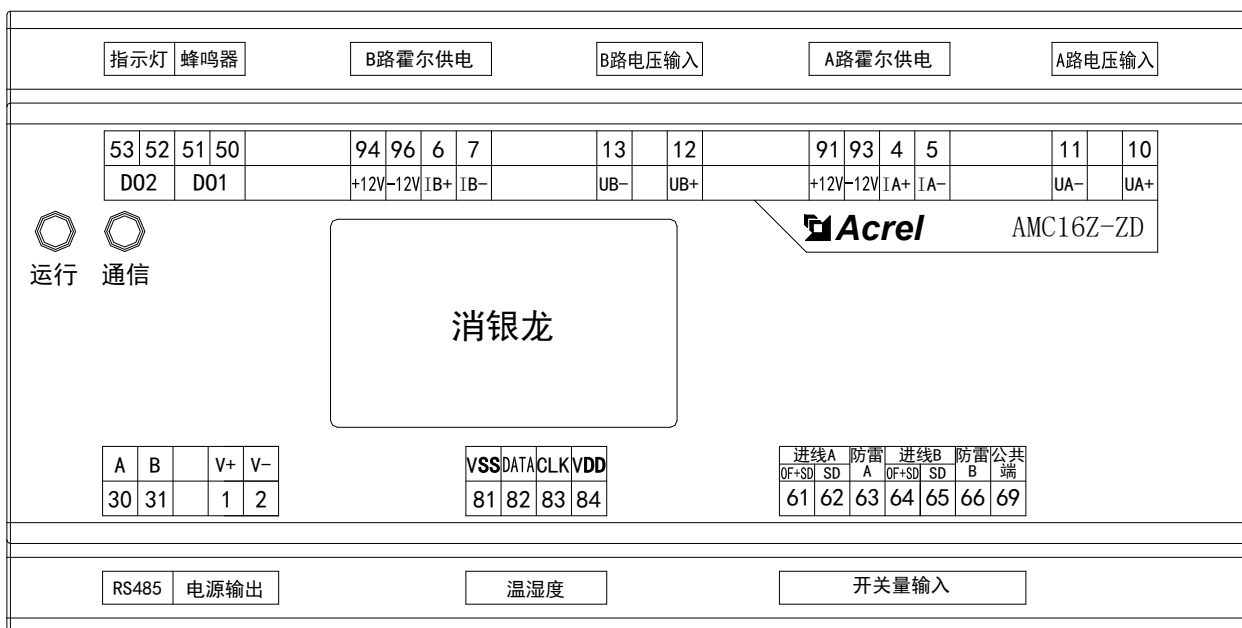 指示灯 蜂鸣器 B路霍尔供电 B路电压输入 A路霍尔供电 A路电压输入
53 52 51 50 94 96 6 7 13 12 91 93 4 5 11 10
DO2 DO1 +12V -12V IB+ IB- UB- UB+ +12V -12V IA+ IA- UA- UA+
Acrel AMC16Z-ZD
运行 通信
消银龙
A B V+ V- VSS DATA CLK VDD 进线A 防雷A 进线B 防雷B 公共端
OF+SD SD OF+SD SD
30 31 1 2 81 82 83 84 61 62 63 64 65 66 69
RS485 电源输出 温湿度 开关量输入